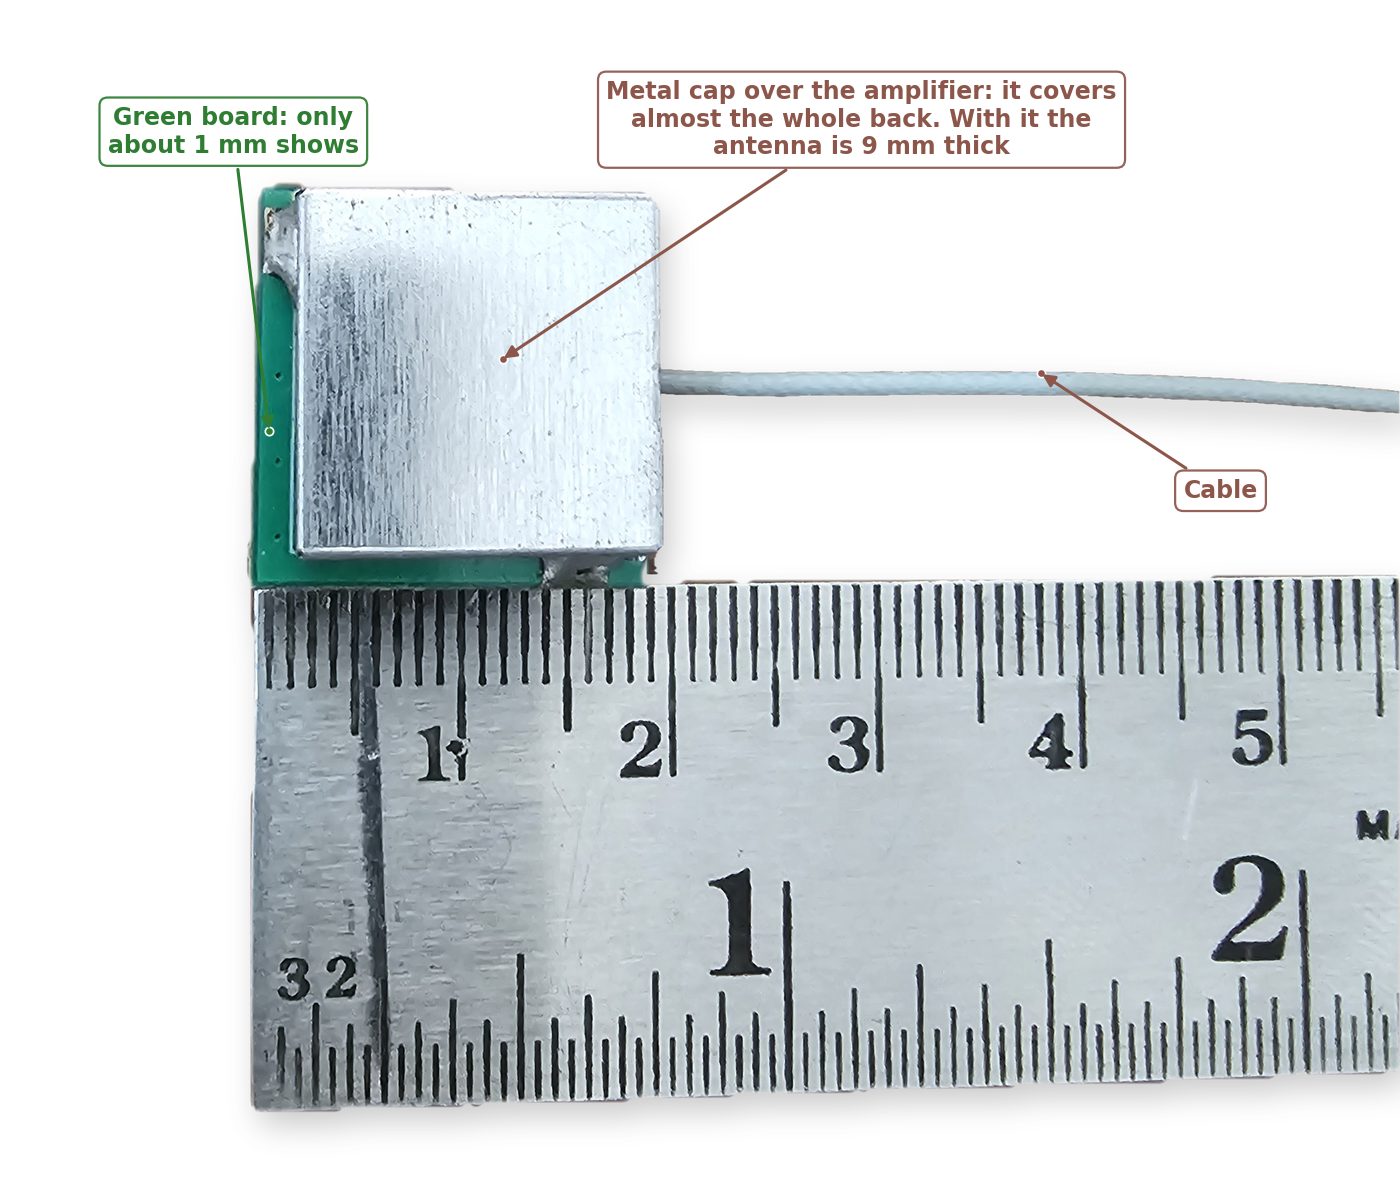 Green board: only
about 1 mm shows
Metal cap over the amplifier: it covers
almost the whole back. With it the
antenna is 9 mm thick
Cable
1 2 3 4 5
1 2
32